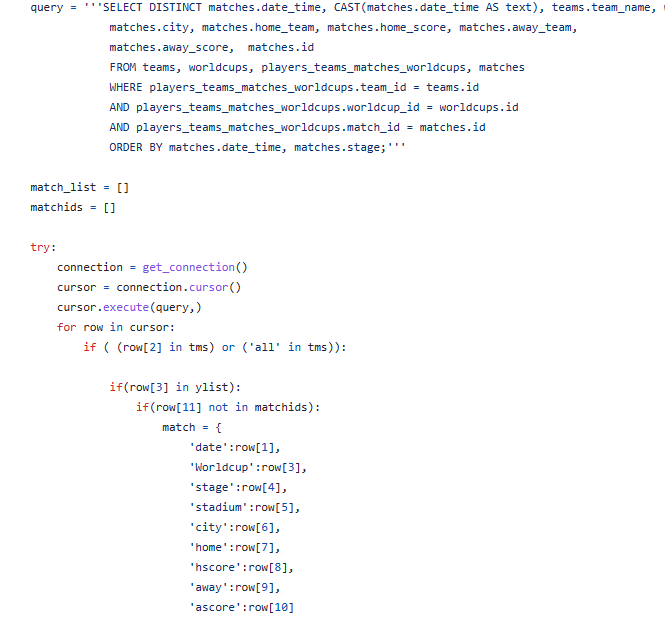 query = '''SELECT DISTINCT matches.date_time, CAST(matches.date_time AS text), teams.team_name,
matches.city, matches.home_team, matches.home_score, matches.away_team,
matches.away_score,  matches.id
FROM teams, worldcups, players_teams_matches_worldcups, matches
WHERE players_teams_matches_worldcups.team_id = teams.id
AND players_teams_matches_worldcups.worldcup_id = worldcups.id
AND players_teams_matches_worldcups.match_id = matches.id
ORDER BY matches.date_time, matches.stage;'''
match_list = []
matchids = []
try:
connection = get_connection()
cursor = connection.cursor()
cursor.execute(query,)
for row in cursor:
if ( (row[2] in tms) or ('all' in tms)):
if(row[3] in ylist):
if(row[11] not in matchids):
match = {
'date':row[1],
'Worldcup':row[3],
'stage':row[4],
'stadium':row[5],
'city':row[6],
'home':row[7],
'hscore':row[8],
'away':row[9],
'ascore':row[10]